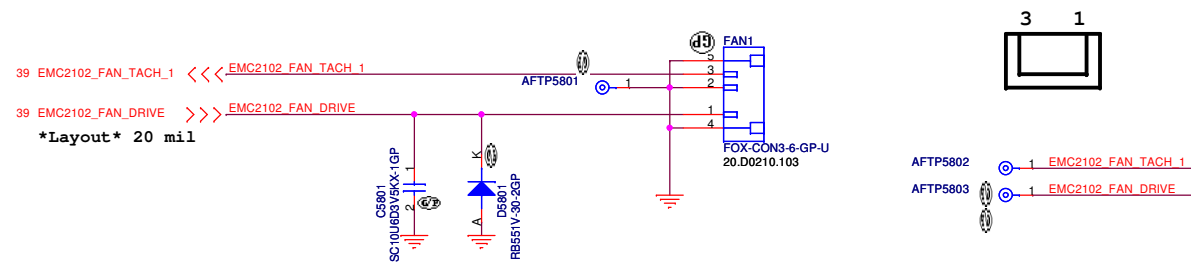 3 1
FAN1
5
39 EMC2102_FAN_TACH_1 EMC2102_FAN_TACH_1 3
AFTP5801 1 2
39 EMC2102_FAN_DRIVE EMC2102_FAN_DRIVE 1
4
*Layout* 20 mil
FOX-CON3-6-GP-U
20.D0210.103
1
2
C5801
SC10U6D3V5KX-1GP
K
A
D5801
RB551V-30-2GP
AFTP5802 1 EMC2102_FAN_TACH_1
AFTP5803 1 EMC2102_FAN_DRIVE